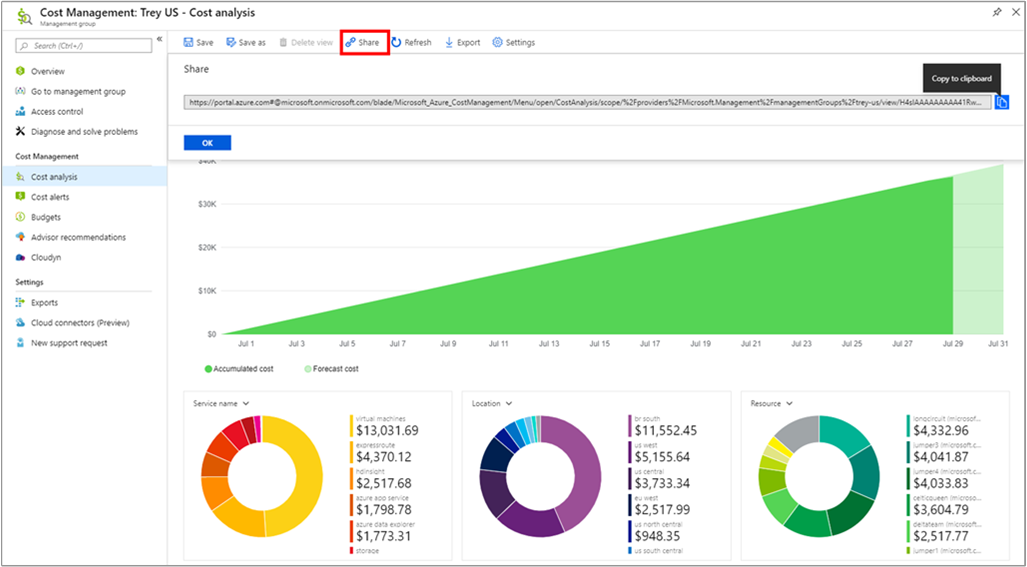 Cost Management: Trey US - Cost analysis
Management group
Search (Ctrl+/)
Overview
Go to management group
Access control
Diagnose and solve problems
Cost Management
Cost analysis
Cost alerts
Budgets
Advisor recommendations
Cloudyn
Settings
Exports
Cloud connectors (Preview)
New support request
Save
Save as
Delete view
Share
Refresh
Export
Settings
Share
Copy to clipboard
https://portal.azure.com#@microsoft.onmicrosoft.com/blade/Microsoft_Azure_CostManagement/Menu/open/CostAnalysis/scope/%2Fproviders%2FMicrosoft.Management%2FmanagementGroups%2Ftrey-us/view/H4sIAAAAAAAAA41Rw...
OK
$40K
$30K
$20K
$10K
$0
Jul 1 Jul 3 Jul 5 Jul 7 Jul 9 Jul 11 Jul 13 Jul 15 Jul 17 Jul 19 Jul 21 Jul 23 Jul 25 Jul 27 Jul 29 Jul 31
Accumulated cost
Forecast cost
Service name
virtual machines
$13,031.69
expressroute
$4,370.12
hdinsight
$2,517.68
azure app service
$1,798.78
azure data explorer
$1,773.31
storage
Location
br south
$11,552.45
us west
$5,155.64
us central
$3,733.34
eu west
$2,517.99
us north central
$948.35
us south central
Resource
longcircuit (microsof...
$4,332.96
jumper3 (microsoft.c...
$4,041.87
jumper4 (microsoft.c...
$4,033.83
celticqueen (microso...
$3,604.79
deltateam (microsoft...
$2,517.77
jumper1 (microsoft.c...